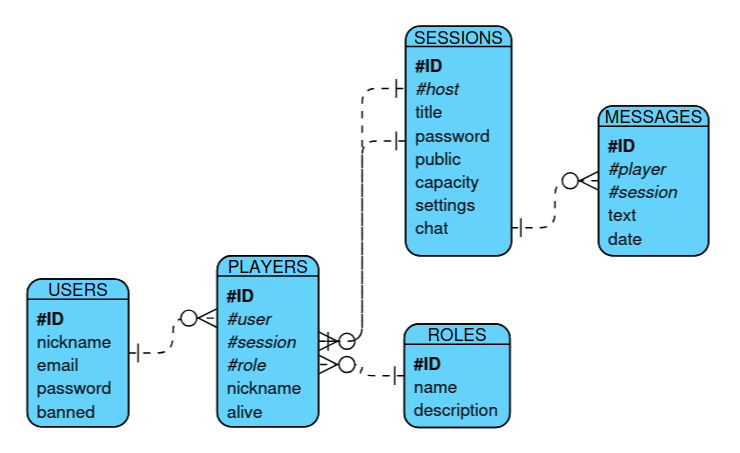 SESSIONS
#ID
#host
title
password
public
capacity
settings
chat
MESSAGES
#ID
#player
#session
text
date
USERS
#ID
nickname
email
password
banned
PLAYERS
#ID
#user
#session
#role
nickname
alive
ROLES
#ID
name
description